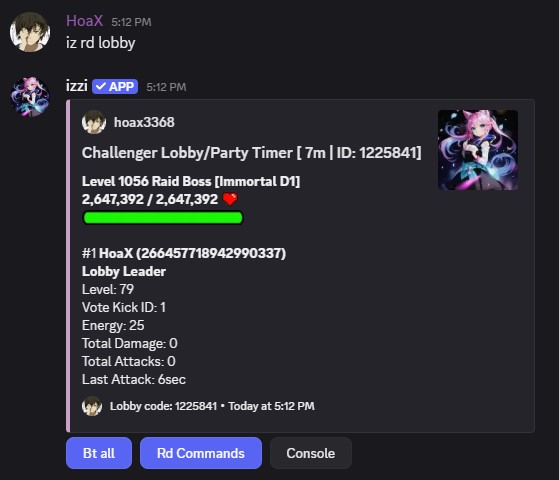 HoaX 5:12 PM
iz rd lobby
izzi ✓ APP 5:12 PM
hoax3368
Challenger Lobby/Party Timer [ 7m | ID: 1225841]
Level 1056 Raid Boss [Immortal D1]
2,647,392 / 2,647,392 ❤️
#1 HoaX (266457718942990337)
Lobby Leader
Level: 79
Vote Kick ID: 1
Energy: 25
Total Damage: 0
Total Attacks: 0
Last Attack: 6sec
Lobby code: 1225841 • Today at 5:12 PM
Bt all Rd Commands Console